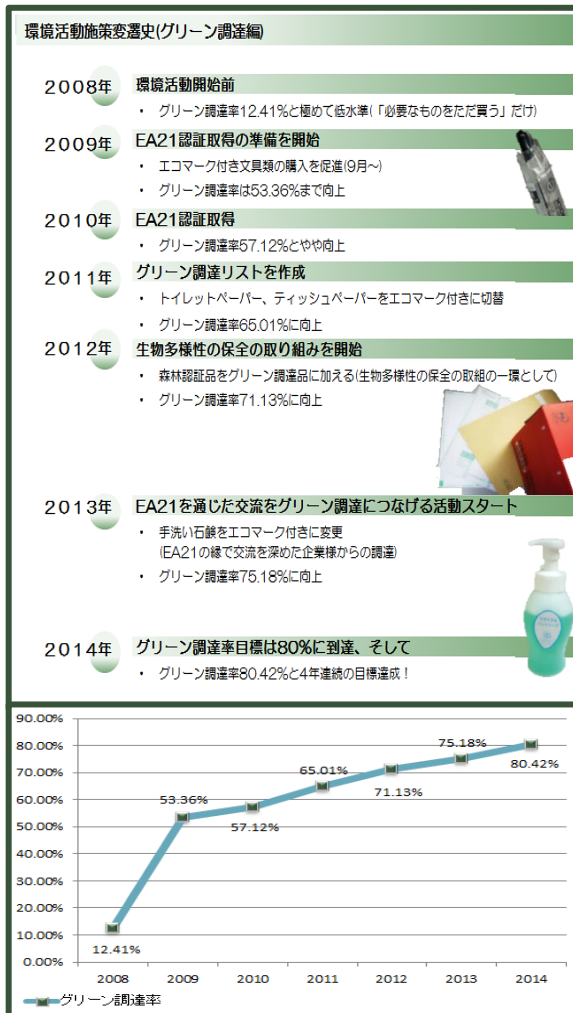 環境活動施策変遷史(グリーン調達編)
2008年 環境活動開始前
・ グリーン調達率12.41%と極めて低水準(「必要なものをただ買う」だけ)
2009年 EA21認証取得の準備を開始
・ エコマーク付き文具類の購入を促進(9月～)
・ グリーン調達率は53.36%まで向上
2010年 EA21認証取得
・ グリーン調達率57.12%とやや向上
2011年 グリーン調達リストを作成
・ トイレットペーパー、ティッシュペーパーをエコマーク付きに切替
・ グリーン調達率65.01%に向上
2012年 生物多様性の保全の取り組みを開始
・ 森林認証品をグリーン調達品に加える(生物多様性の保全の取組の一環として)
・ グリーン調達率71.13%に向上
2013年 EA21を通じた交流をグリーン調達につなげる活動スタート
・ 手洗い石鹸をエコマーク付きに変更
(EA21の縁で交流を深めた企業様からの調達)
・ グリーン調達率75.18%に向上
2014年 グリーン調達率目標は80%に到達、そして
・ グリーン調達率80.42%と4年連続の目標達成！
90.00%
80.00%
70.00%
60.00%
50.00%
40.00%
30.00%
20.00%
10.00%
0.00%
12.41%
53.36%
57.12%
65.01%
71.13%
75.18%
80.42%
2008 2009 2010 2011 2012 2013 2014
グリーン調達率